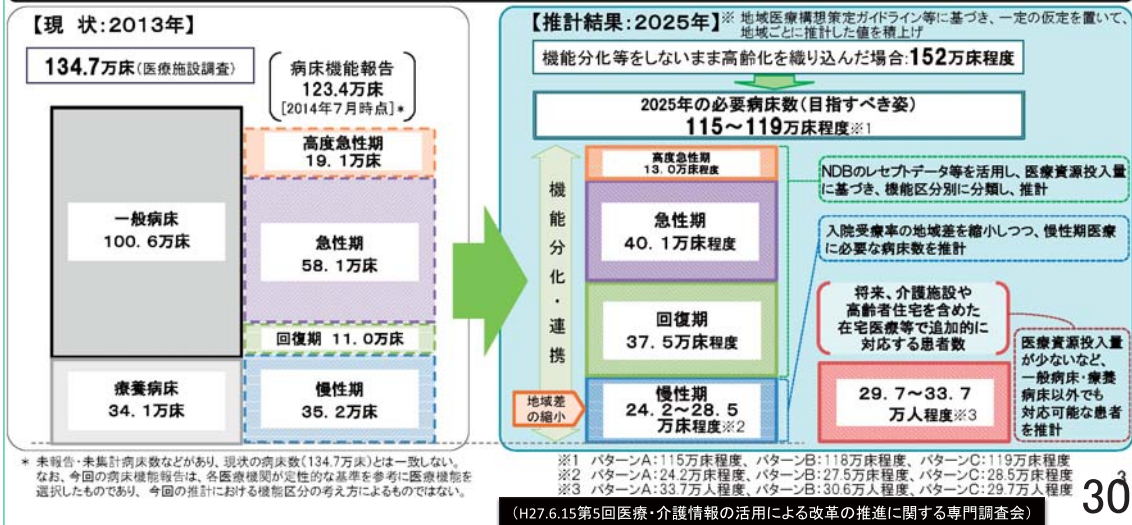 【現 状:2013年】
134.7万床(医療施設調査)
病床機能報告
123.4万床
[2014年7月時点]*
高度急性期
19.1万床
一般病床
100.6万床
急性期
58.1万床
回復期 11.0万床
療養病床
34.1万床
慢性期
35.2万床
* 未報告・未集計病床数などがあり、現状の病床数(134.7万床)とは一致しない。
なお、今回の病床機能報告は、各医療機関が定性的な基準を参考に医療機能を
選択したものであり、今回の推計における機能区分の考え方によるものではない。
【推計結果:2025年】※ 地域医療構想策定ガイドライン等に基づき、一定の仮定を置いて、
地域ごとに推計した値を積上げ
機能分化等をしないまま高齢化を織り込んだ場合:152万床程度
2025年の必要病床数(目指すべき姿)
115~119万床程度※1
機能分化・連携
地域差
の縮小
高度急性期
13.0万床程度
急性期
40.1万床程度
回復期
37.5万床程度
慢性期
24.2~28.5
万床程度※2
NDBのレセプトデータ等を活用し、医療資源投入量
に基づき、機能区分別に分類し、推計
入院受療率の地域差を縮小しつつ、慢性期医療
に必要な病床数を推計
将来、介護施設や
高齢者住宅を含めた
在宅医療等で追加的に
対応する患者数
29.7~33.7
万人程度※3
医療資源投入量
が少ないなど、
一般病床・療養
病床以外でも
対応可能な患者
を推計
※1 パターンA:115万床程度、パターンB:118万床程度、パターンC:119万床程度
※2 パターンA:24.2万床程度、パターンB:27.5万床程度、パターンC:28.5万床程度
※3 パターンA:33.7万人程度、パターンB:30.6万人程度、パターンC:29.7万人程度
3
(H27.6.15第5回医療・介護情報の活用による改革の推進に関する専門調査会)
30